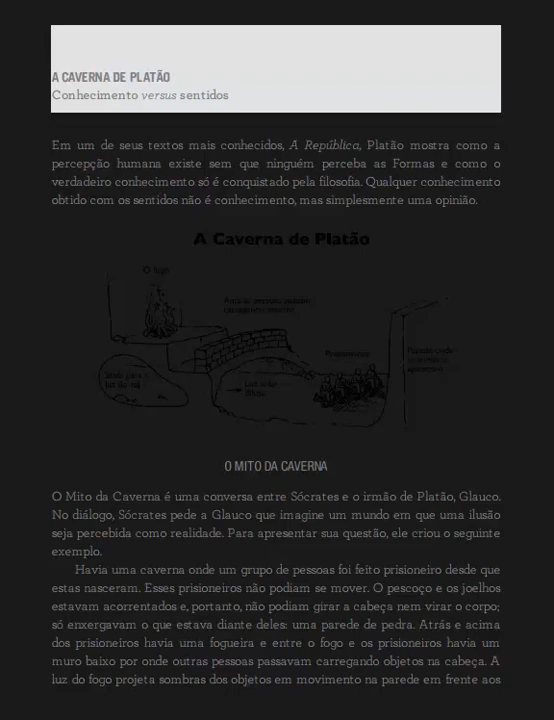 A CAVERNA DE PLATÃO
Conhecimento versus sentidos
Em um de seus textos mais conhecidos, A República, Platão mostra como a
percepção humana existe sem que ninguém perceba as Formas e como o
verdadeiro conhecimento só é conquistado pela filosofia. Qualquer conhecimento
obtido com os sentidos não é conhecimento, mas simplesmente uma opinião.
A Caverna de Platão
O fogo
Prisioneiros
O MITO DA CAVERNA
O Mito da Caverna é uma conversa entre Sócrates e o irmão de Platão, Glauco.
No diálogo, Sócrates pede a Glauco que imagine um mundo em que uma ilusão
seja percebida como realidade. Para apresentar sua questão, ele criou o seguinte
exemplo.
Havia uma caverna onde um grupo de pessoas foi feito prisioneiro desde que
estas nasceram. Esses prisioneiros não podiam se mover. O pescoço e os joelhos
estavam acorrentados e, portanto, não podiam girar a cabeça nem virar o corpo;
só enxergavam o que estava diante deles: uma parede de pedra. Atrás e acima
dos prisioneiros havia uma fogueira e entre o fogo e os prisioneiros havia um
muro baixo por onde outras pessoas passavam carregando objetos na cabeça. A
luz do fogo projeta sombras dos objetos em movimento na parede em frente aos